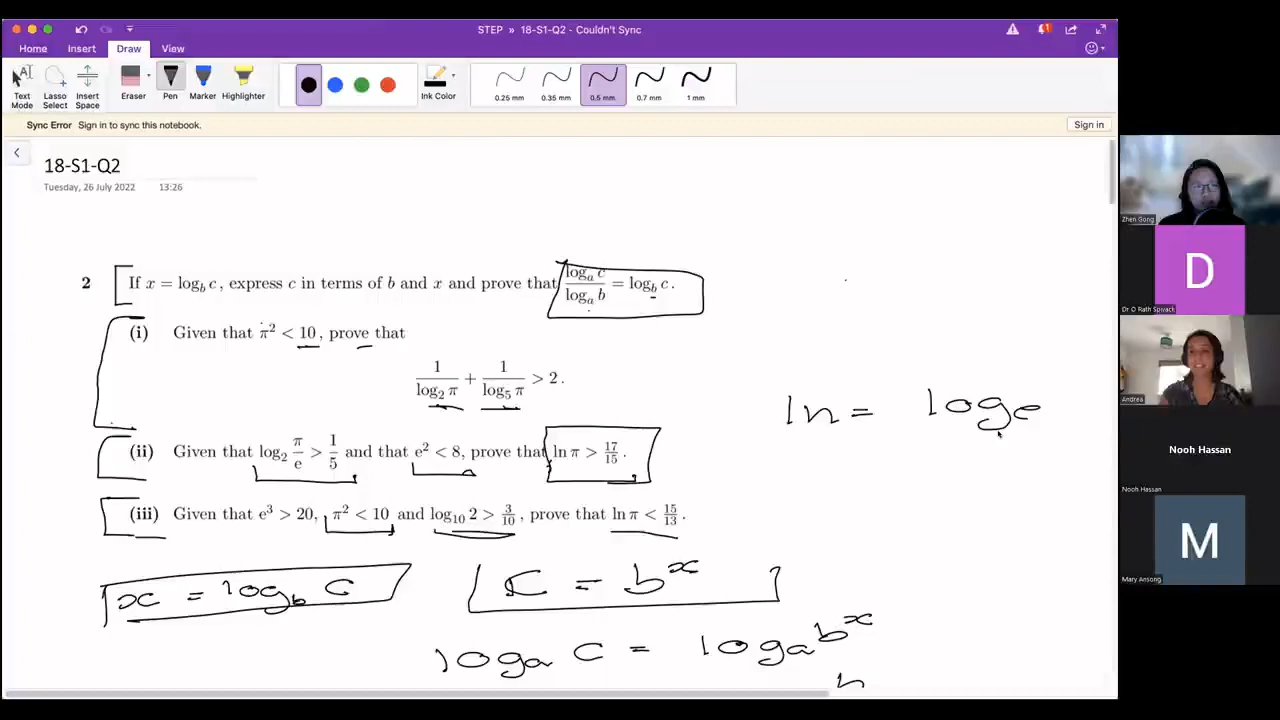 STEP » 18-S1-Q2 - Couldn't Sync
Home Insert Draw View
Text Mode
Lasso Select
Insert Space
Eraser
Pen
Marker
Highlighter
Ink Color
0.25 mm 0.35 mm 0.5 mm 0.7 mm 1 mm
Sync Error Sign in to sync this notebook.
Sign in
18-S1-Q2
Tuesday, 26 July 2022 13:26
2 If x = log_b c, express c in terms of b and x and prove that log_a c / log_a b = log_b c.
(i) Given that π² < 10, prove that
1/log₂ π + 1/log₅ π > 2.
ln = log e
(ii) Given that log₂ π/e > 1/5 and that e² < 8, prove that ln π > 17/15.
(iii) Given that e³ > 20, π² < 10 and log₁₀ 2 > 3/10, prove that ln π < 15/13.
x = log_b c
c = b^x
log_a c = log_a b^x
Zhen Gong
D
Dr O Rath Spivack
Andrea
Nooh Hassan
Nooh Hassan
M
Mary Ansong